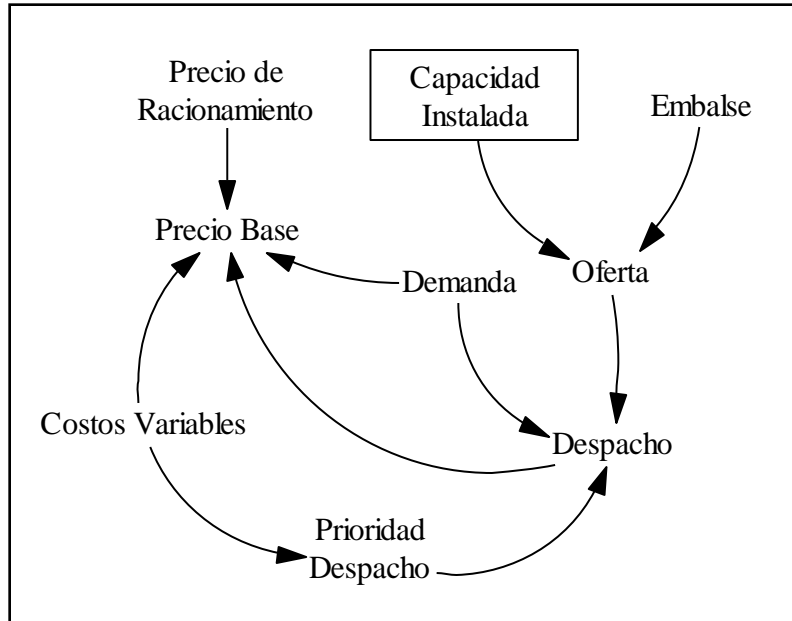 Precio de
Racionamiento
Capacidad
Instalada
Embalse
Precio Base
Demanda
Oferta
Costos Variables
Despacho
Prioridad
Despacho